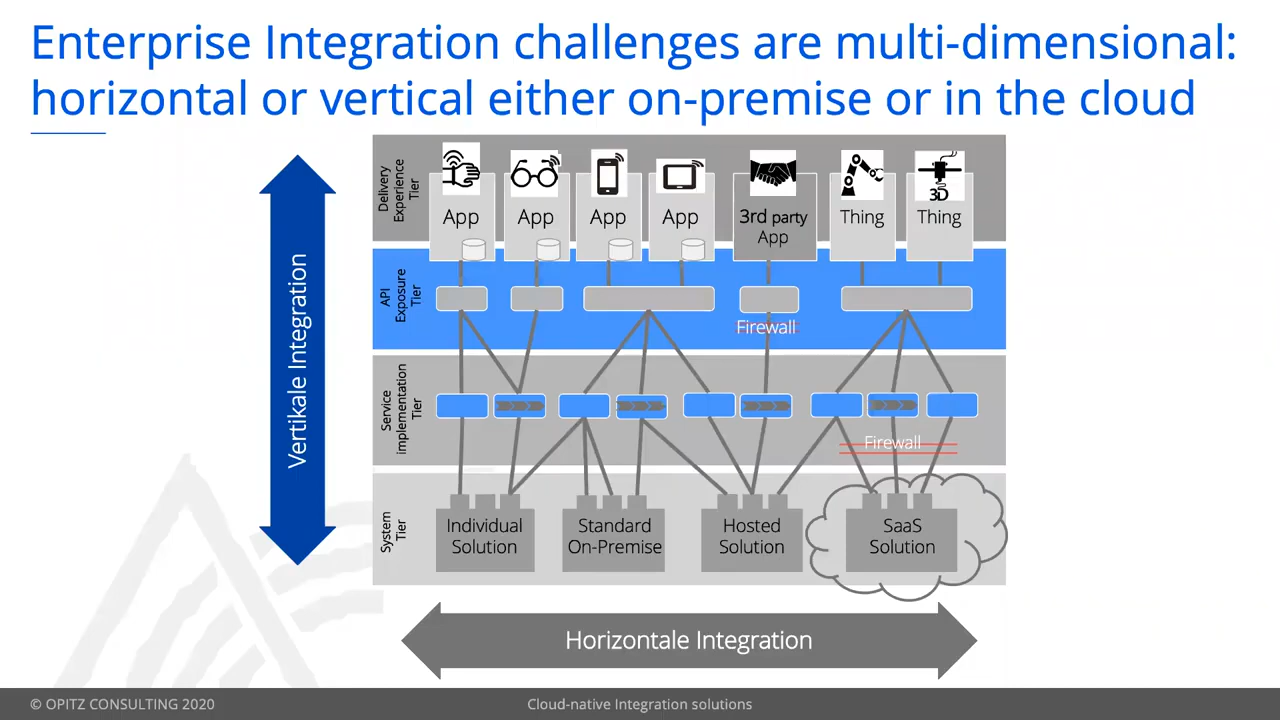 Enterprise Integration challenges are multi-dimensional:
horizontal or vertical either on-premise or in the cloud
Vertikale Integration
Delivery
Experience
Tier
App
App
App
App
3rd party
App
Thing
3D
Thing
API
Exposure
Tier
Firewall
Service
implementation
Tier
Firewall
System
Tier
Individual
Solution
Standard
On-Premise
Hosted
Solution
SaaS
Solution
Horizontale Integration
© OPITZ CONSULTING 2020
Cloud-native Integration solutions